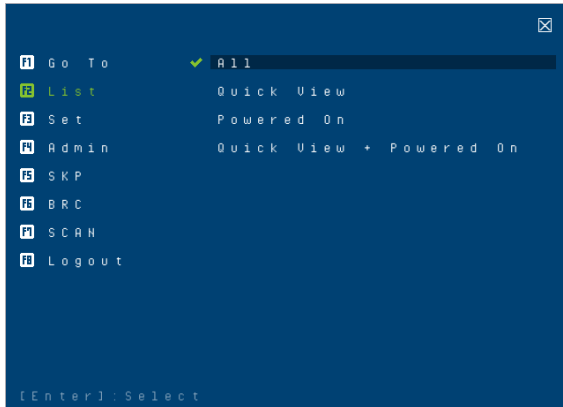 F1 Go To All
F2 List Quick View
F3 Set Powered On
F4 Admin Quick View + Powered On
F5 SKP
F6 BRC
F7 SCAN
F8 Logout
[Enter]:Select